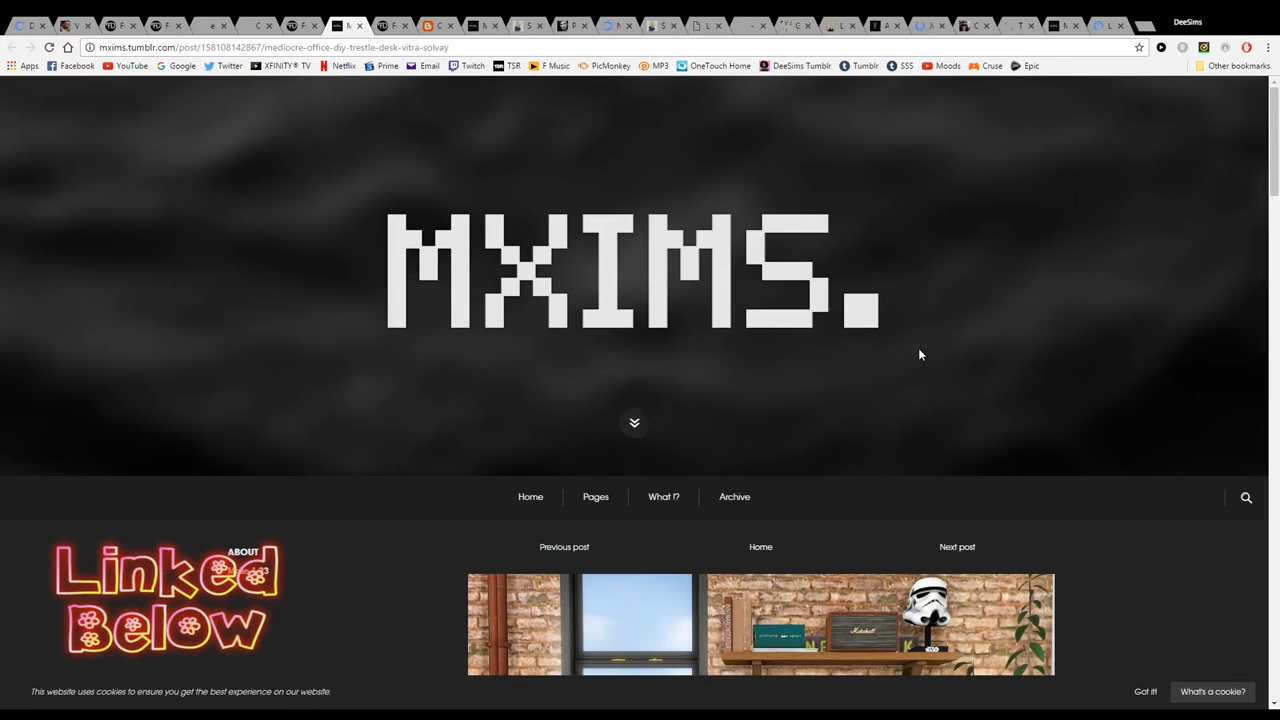 DeeSims
mxims.tumblr.com/post/158108142867/mediocre-office-diy-trestle-desk-vitra-solvay
Apps Facebook YouTube Google Twitter XFINITY® TV Netflix Prime Email Twitch TSR F Music PicMonkey MP3 OneTouch Home DeeSims Tumblr Tumblr SSS Moods Cruse Epic Other bookmarks
MXIMS.
Home Pages What !? Archive
Previous post Home Next post
ABOUT
Linked
Below
Marshall
This website uses cookies to ensure you get the best experience on our website.
Got it! What's a cookie?